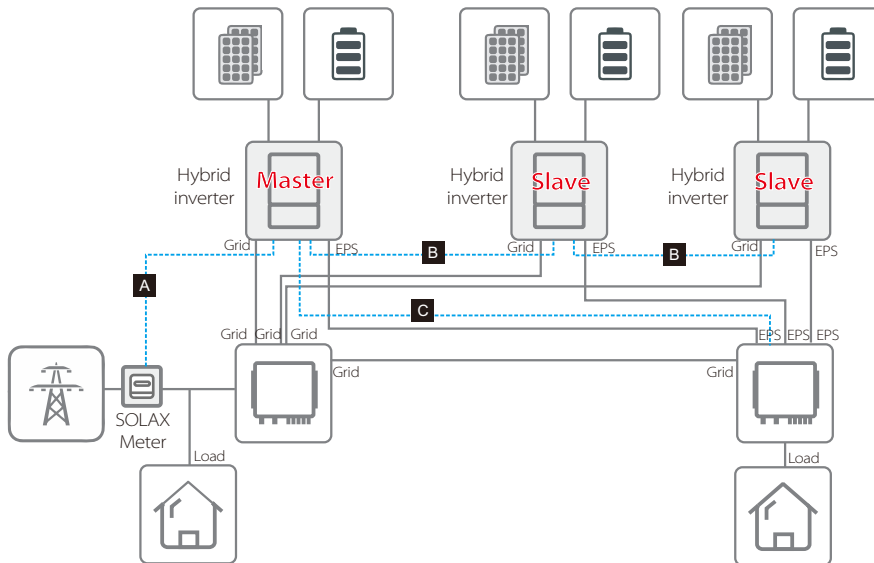 Hybrid
inverter
Master
Hybrid
inverter
Slave
Hybrid
inverter
Slave
Grid
EPS
B
Grid
EPS
B
Grid
EPS
A
C
Grid Grid Grid
EPS EPS EPS
Grid
Grid
SOLAX
Meter
Load
Load